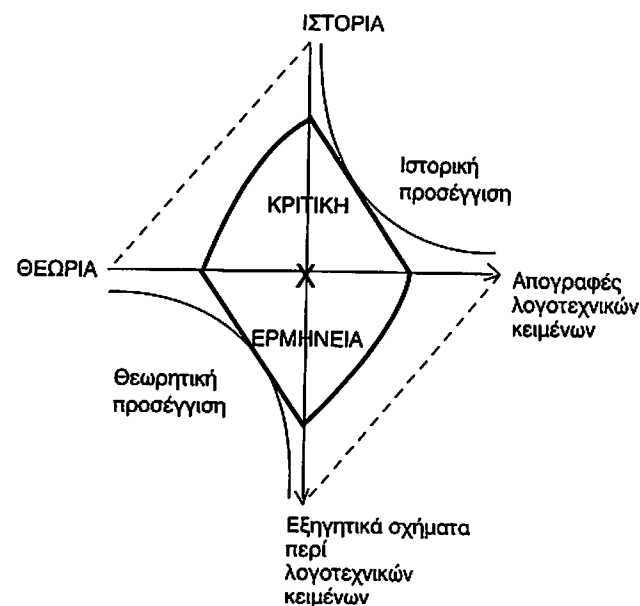 ΙΣΤΟΡΙΑ
Ιστορική
προσέγγιση
ΚΡΙΤΙΚΗ
ΘΕΩΡΙΑ
Χ
Απογραφές
λογοτεχνικών
κειμένων
ΕΡΜΗΝΕΙΑ
Θεωρητική
προσέγγιση
Εξηγητικά σχήματα
περί
λογοτεχνικών
κειμένων